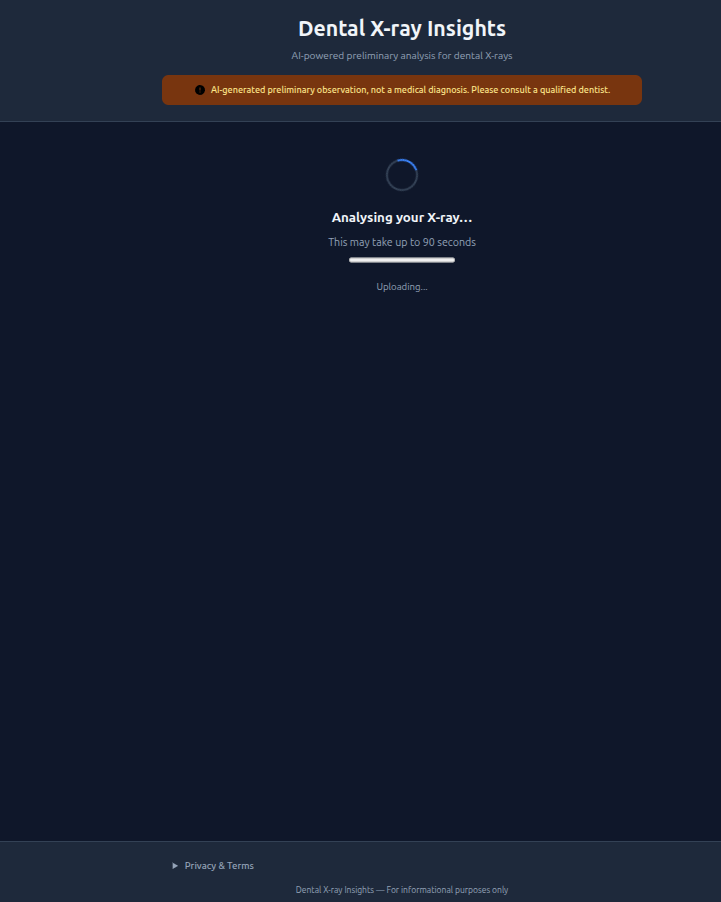 Dental X-ray Insights
AI-powered preliminary analysis for dental X-rays
AI-generated preliminary observation, not a medical diagnosis. Please consult a qualified dentist.
Analysing your X-ray...
This may take up to 90 seconds
Uploading...
Privacy & Terms
Dental X-ray Insights — For informational purposes only